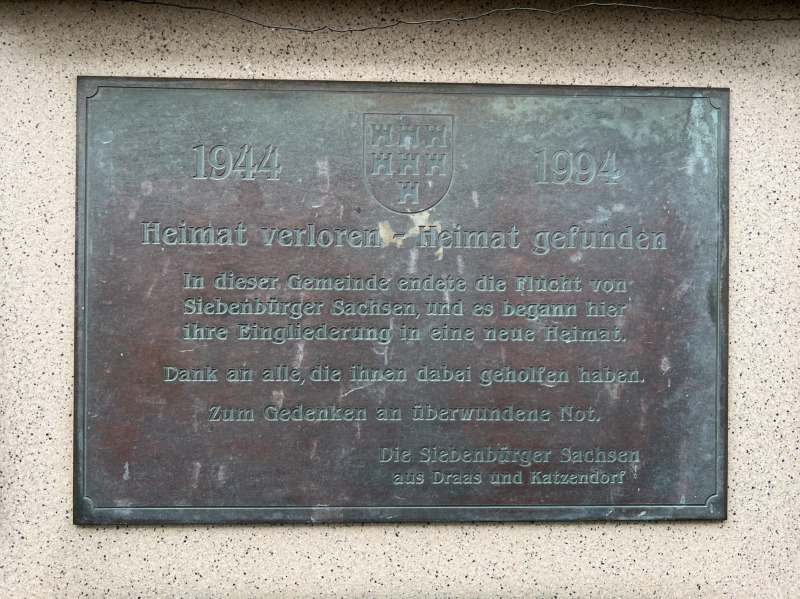 1944 1994
Heimat verloren - Heimat gefunden
In dieser Gemeinde endete die Flucht von
Siebenbürger Sachsen, und es begann hier
ihre Eingliederung in eine neue Heimat.
Dank an alle, die ihnen dabei geholfen haben.
Zum Gedenken an überwundene Not.
Die Siebenbürger Sachsen
aus Draas und Katzendorf